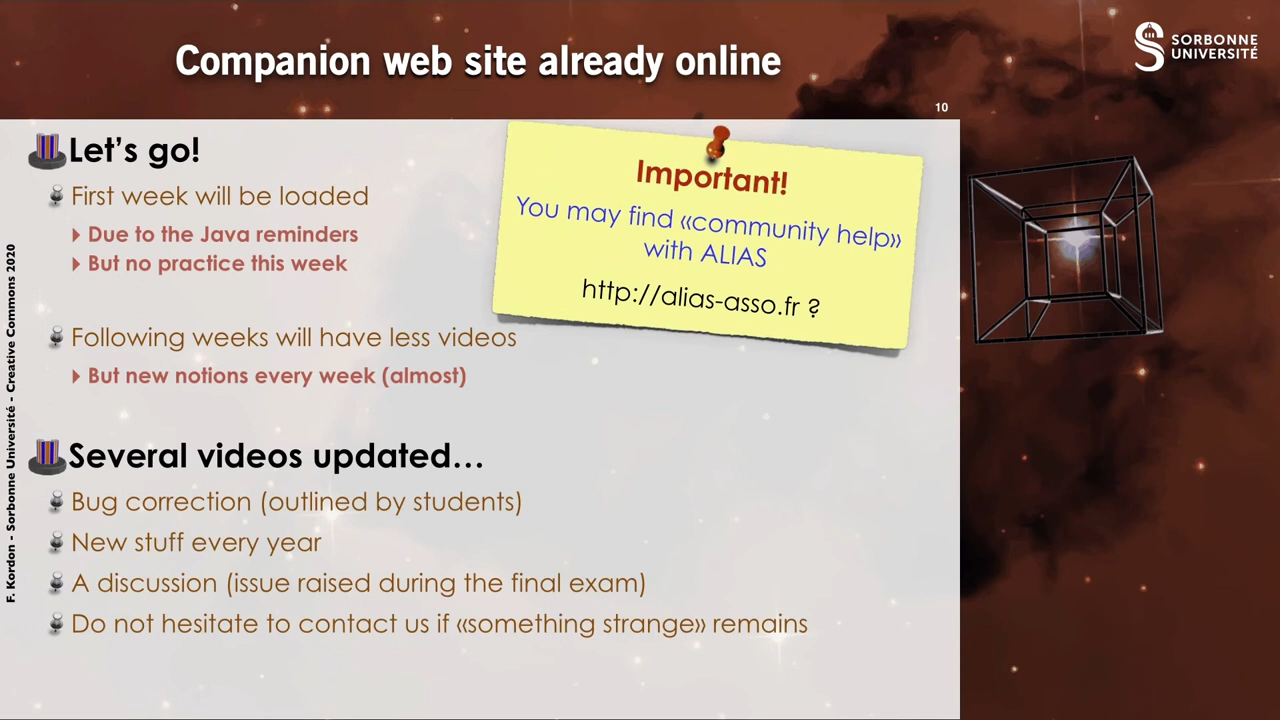 Companion web site already online
SORBONNE
UNIVERSITÉ
10
Let's go!
First week will be loaded
Due to the Java reminders
But no practice this week
Following weeks will have less videos
But new notions every week (almost)
Important!
You may find «community help»
with ALIAS
http://alias-asso.fr ?
Several videos updated...
Bug correction (outlined by students)
New stuff every year
A discussion (issue raised during the final exam)
Do not hesitate to contact us if «something strange» remains
F. Kordon - Sorbonne Université - Creative Commons 2020